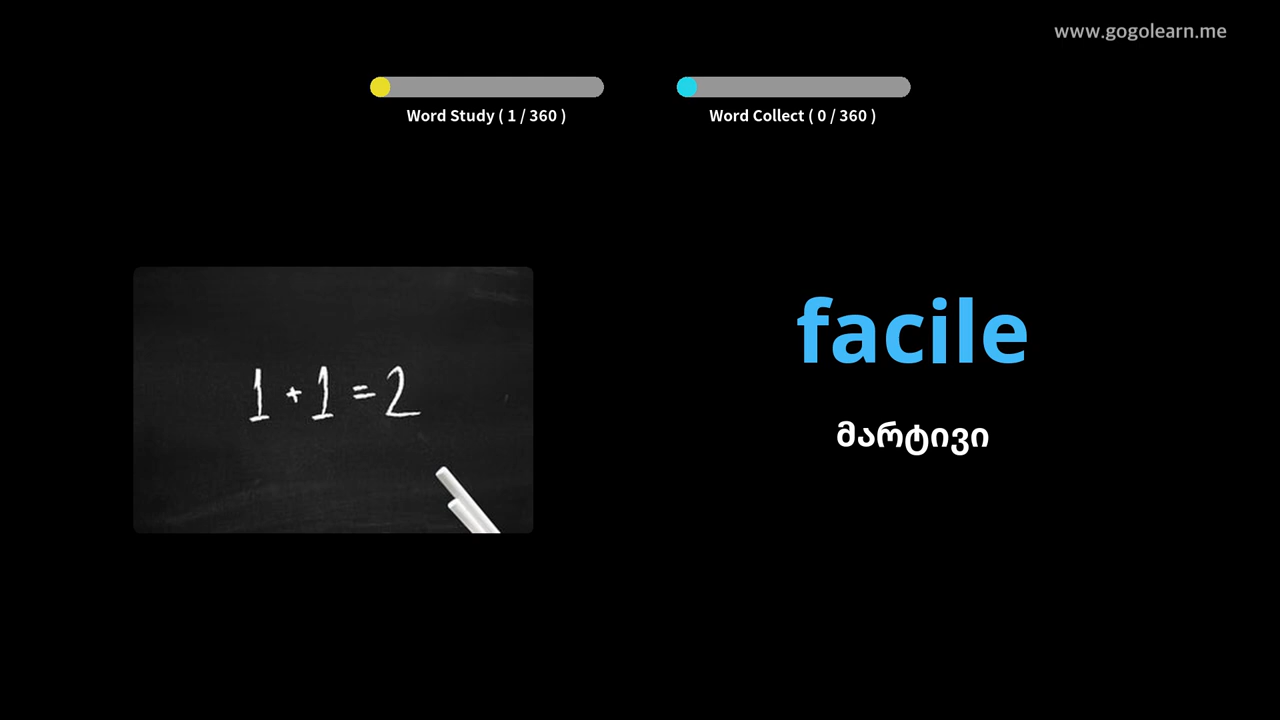 www.gogolearn.me
Word Study ( 1 / 360 )
Word Collect ( 0 / 360 )
1 + 1 = 2
facile
მარტივი